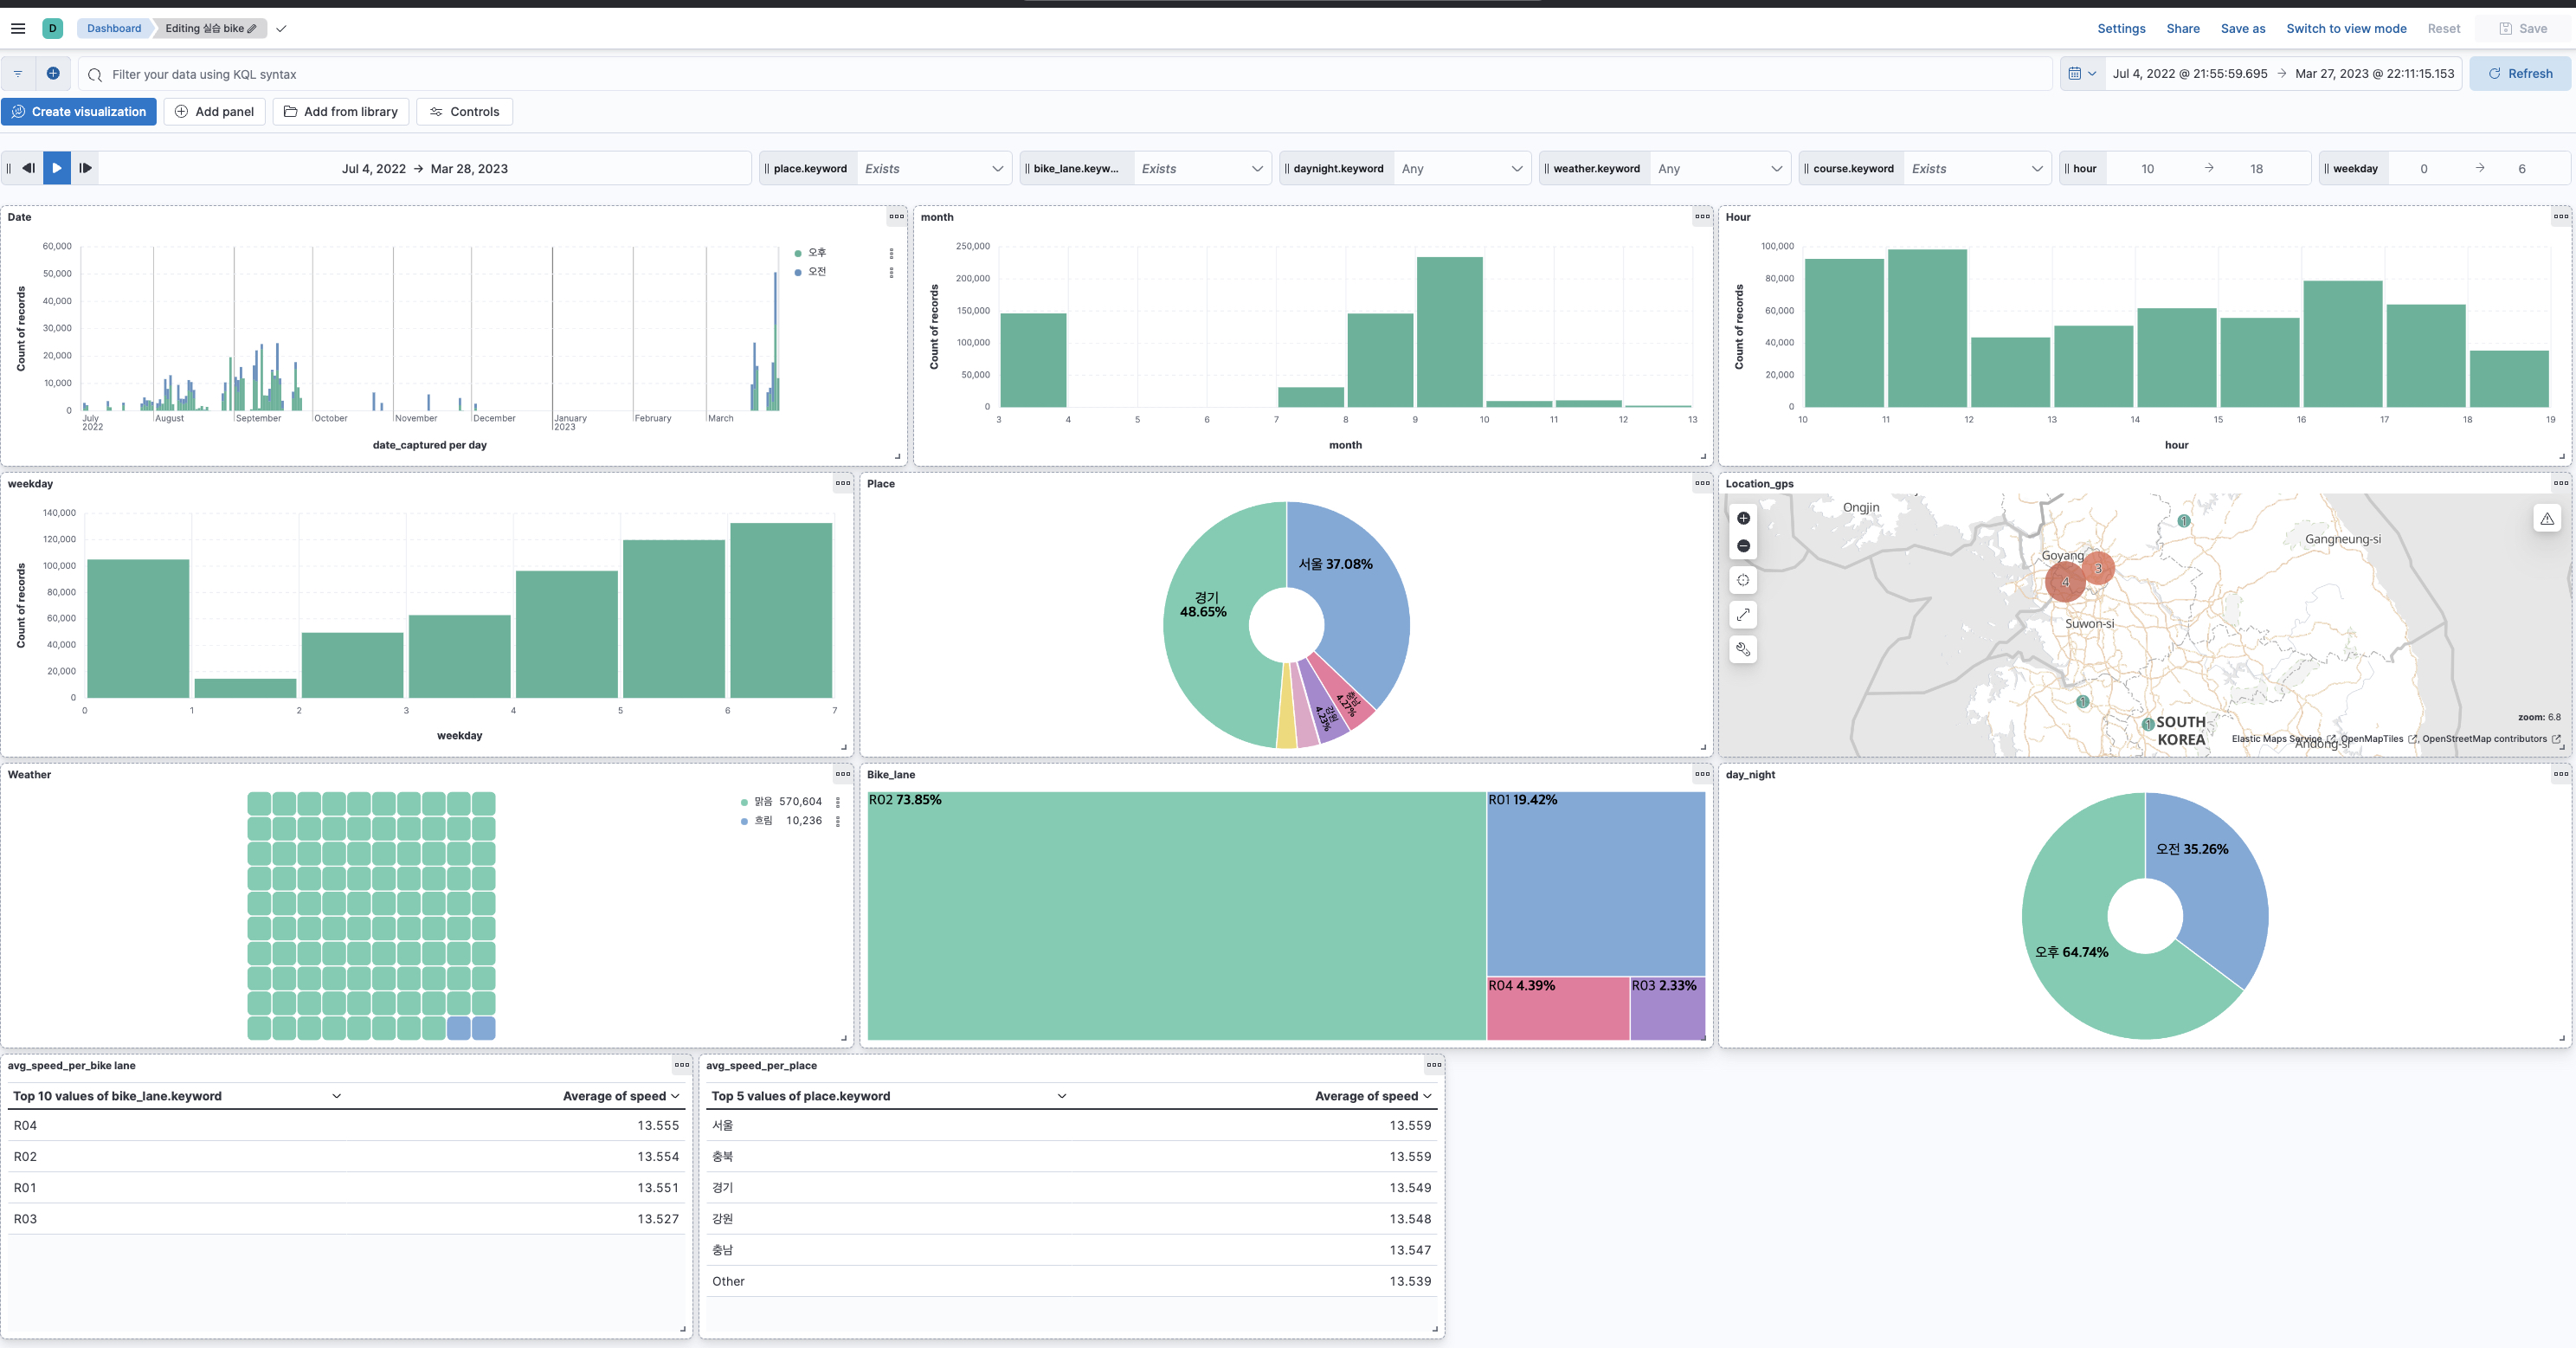 D Dashboard Editing 실습 bike Settings Share Save as Switch to view mode Reset Save
Filter your data using KQL syntax Jul 4, 2022 @ 21:55:59.695 → Mar 27, 2023 @ 22:11:15.153 Refresh
Create visualization Add panel Add from library Controls
Jul 4, 2022 → Mar 28, 2023 place.keyword Exists bike_lane.keyw... Exists daynight.keyword Any weather.keyword Any course.keyword Exists hour 10 → 18 weekday 0 → 6
Date
Count of records
60,000
50,000
40,000
30,000
20,000
10,000
0
July August September October November December January February March
2022 2023
date_captured per day
오후
오전
month
Count of records
250,000
200,000
150,000
100,000
50,000
0
3 4 5 6 7 8 9 10 11 12 13
month
Hour
Count of records
100,000
80,000
60,000
40,000
20,000
0
10 11 12 13 14 15 16 17 18 19
hour
weekday
Count of records
140,000
120,000
100,000
80,000
60,000
40,000
20,000
0
0 1 2 3 4 5 6 7
weekday
Place
서울 37.08%
경기
48.65%
충남
4.27%
강원
4.23%
Location_gps
Ongjin
Gangneung-si
Goyang
1
3
4
Suwon-si
1
1
SOUTH
KOREA
Andong-si
zoom: 6.8
Elastic Maps Service , OpenMapTiles , OpenStreetMap contributors
Weather
맑음 570,604
흐림 10,236
Bike_lane
R02 73.85%
R01 19.42%
R04 4.39%
R03 2.33%
day_night
오전 35.26%
오후 64.74%
avg_speed_per_bike lane
Top 10 values of bike_lane.keyword Average of speed
R04 13.555
R02 13.554
R01 13.551
R03 13.527
avg_speed_per_place
Top 5 values of place.keyword Average of speed
서울 13.559
충북 13.559
경기 13.549
강원 13.548
충남 13.547
Other 13.539